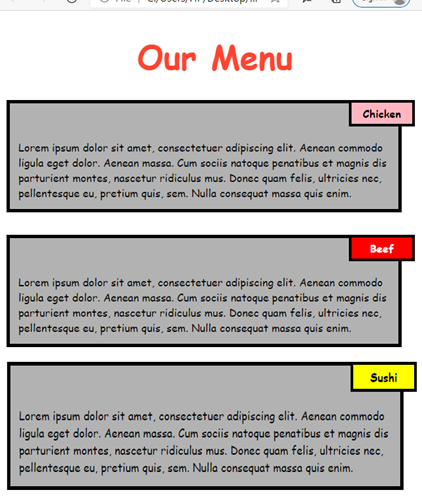 Our Menu
Chicken
Lorem ipsum dolor sit amet, consectetuer adipiscing elit. Aenean commodo
ligula eget dolor. Aenean massa. Cum sociis natoque penatibus et magnis dis
parturient montes, nascetur ridiculus mus. Donec quam felis, ultricies nec,
pellentesque eu, pretium quis, sem. Nulla consequat massa quis enim.
Beef
Lorem ipsum dolor sit amet, consectetuer adipiscing elit. Aenean commodo
ligula eget dolor. Aenean massa. Cum sociis natoque penatibus et magnis dis
parturient montes, nascetur ridiculus mus. Donec quam felis, ultricies nec,
pellentesque eu, pretium quis, sem. Nulla consequat massa quis enim.
Sushi
Lorem ipsum dolor sit amet, consectetuer adipiscing elit. Aenean commodo
ligula eget dolor. Aenean massa. Cum sociis natoque penatibus et magnis dis
parturient montes, nascetur ridiculus mus. Donec quam felis, ultricies nec,
pellentesque eu, pretium quis, sem. Nulla consequat massa quis enim.